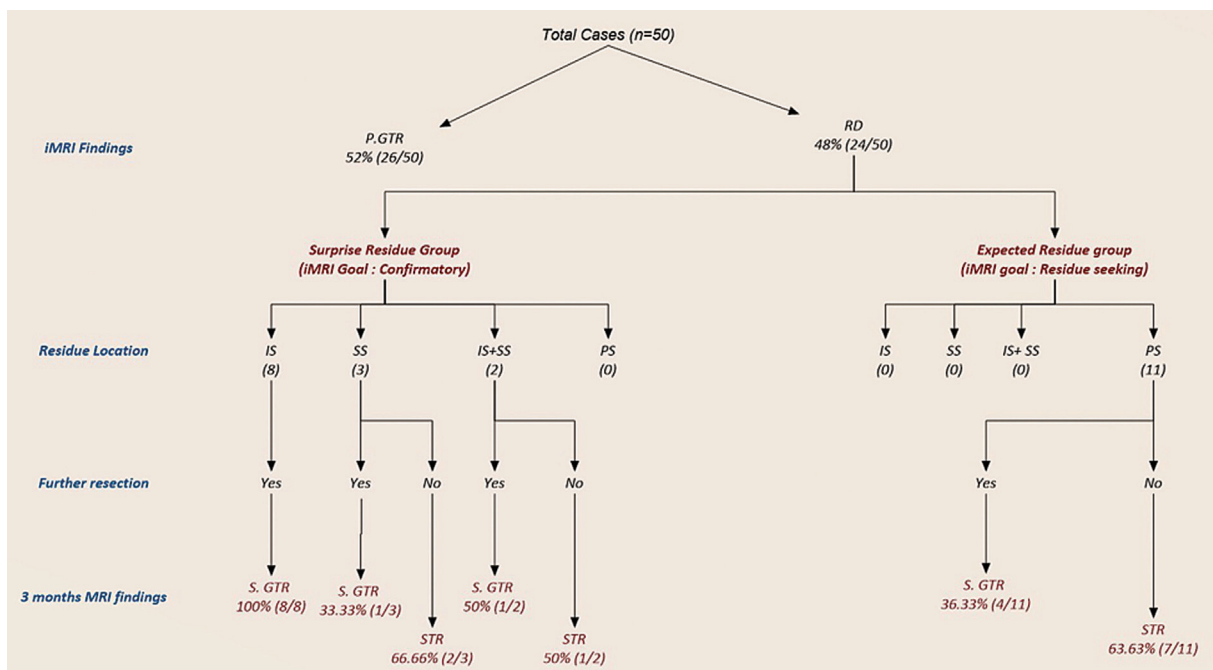 Total Cases (n=50)
iMRI Findings
P.GTR
52% (26/50)
RD
48% (24/50)
Surprise Residue Group
(iMRI Goal : Confirmatory)
Expected Residue group
(iMRI goal : Residue seeking)
Residue Location
IS
(8)
SS
(3)
IS+SS
(2)
PS
(0)
IS
(0)
SS
(0)
IS+ SS
(0)
PS
(11)
Further resection
Yes
Yes
No
Yes
No
Yes
No
3 months MRI findings
S. GTR
100% (8/8)
S. GTR
33.33% (1/3)
STR
66.66% (2/3)
S. GTR
50% (1/2)
STR
50% (1/2)
S. GTR
36.33% (4/11)
STR
63.63% (7/11)